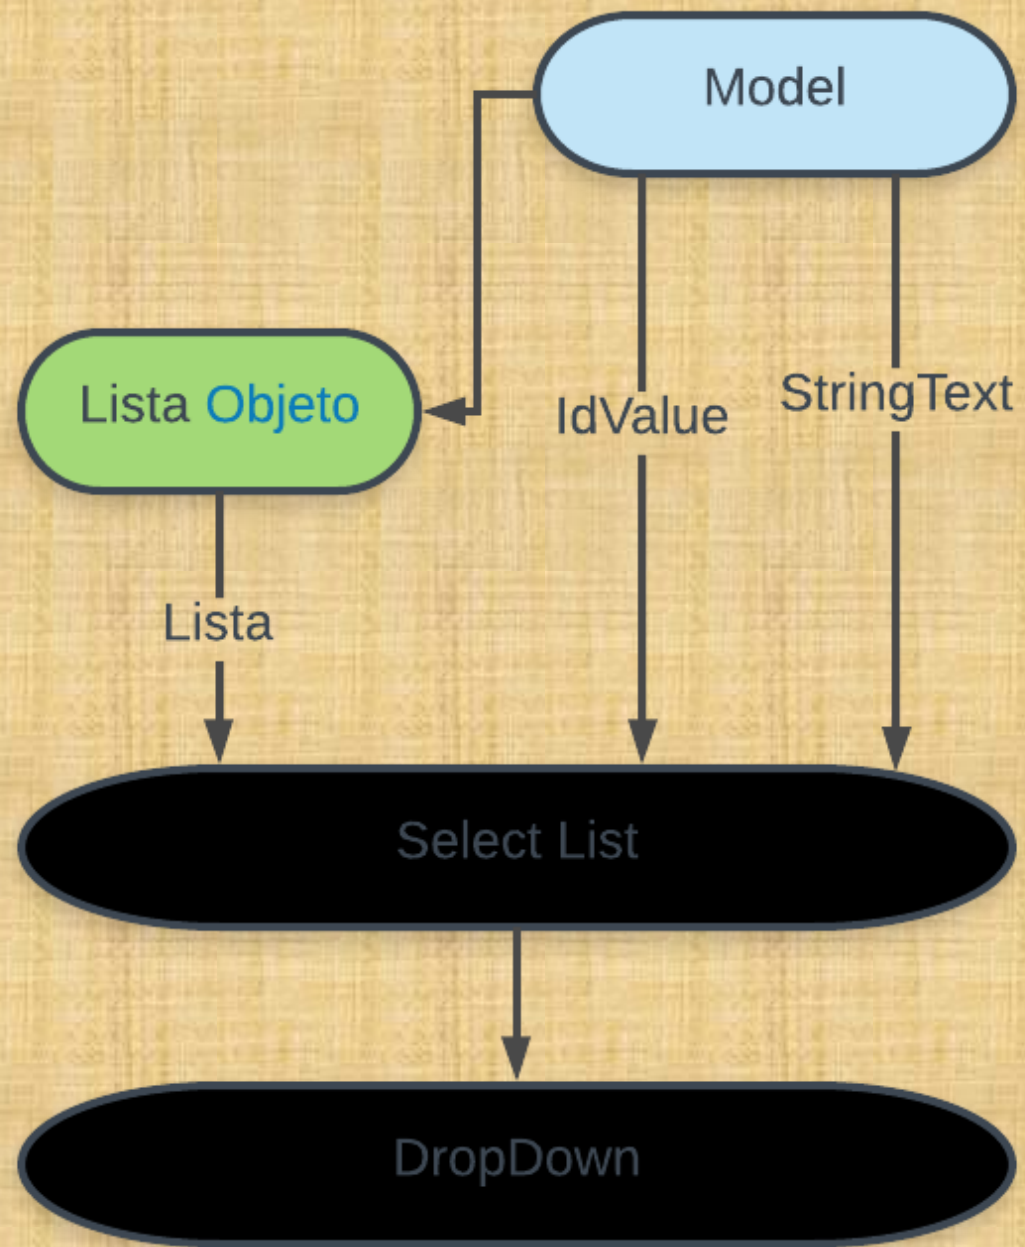 Model
Lista Objeto
IdValue
StringText
Lista
Select List
DropDown